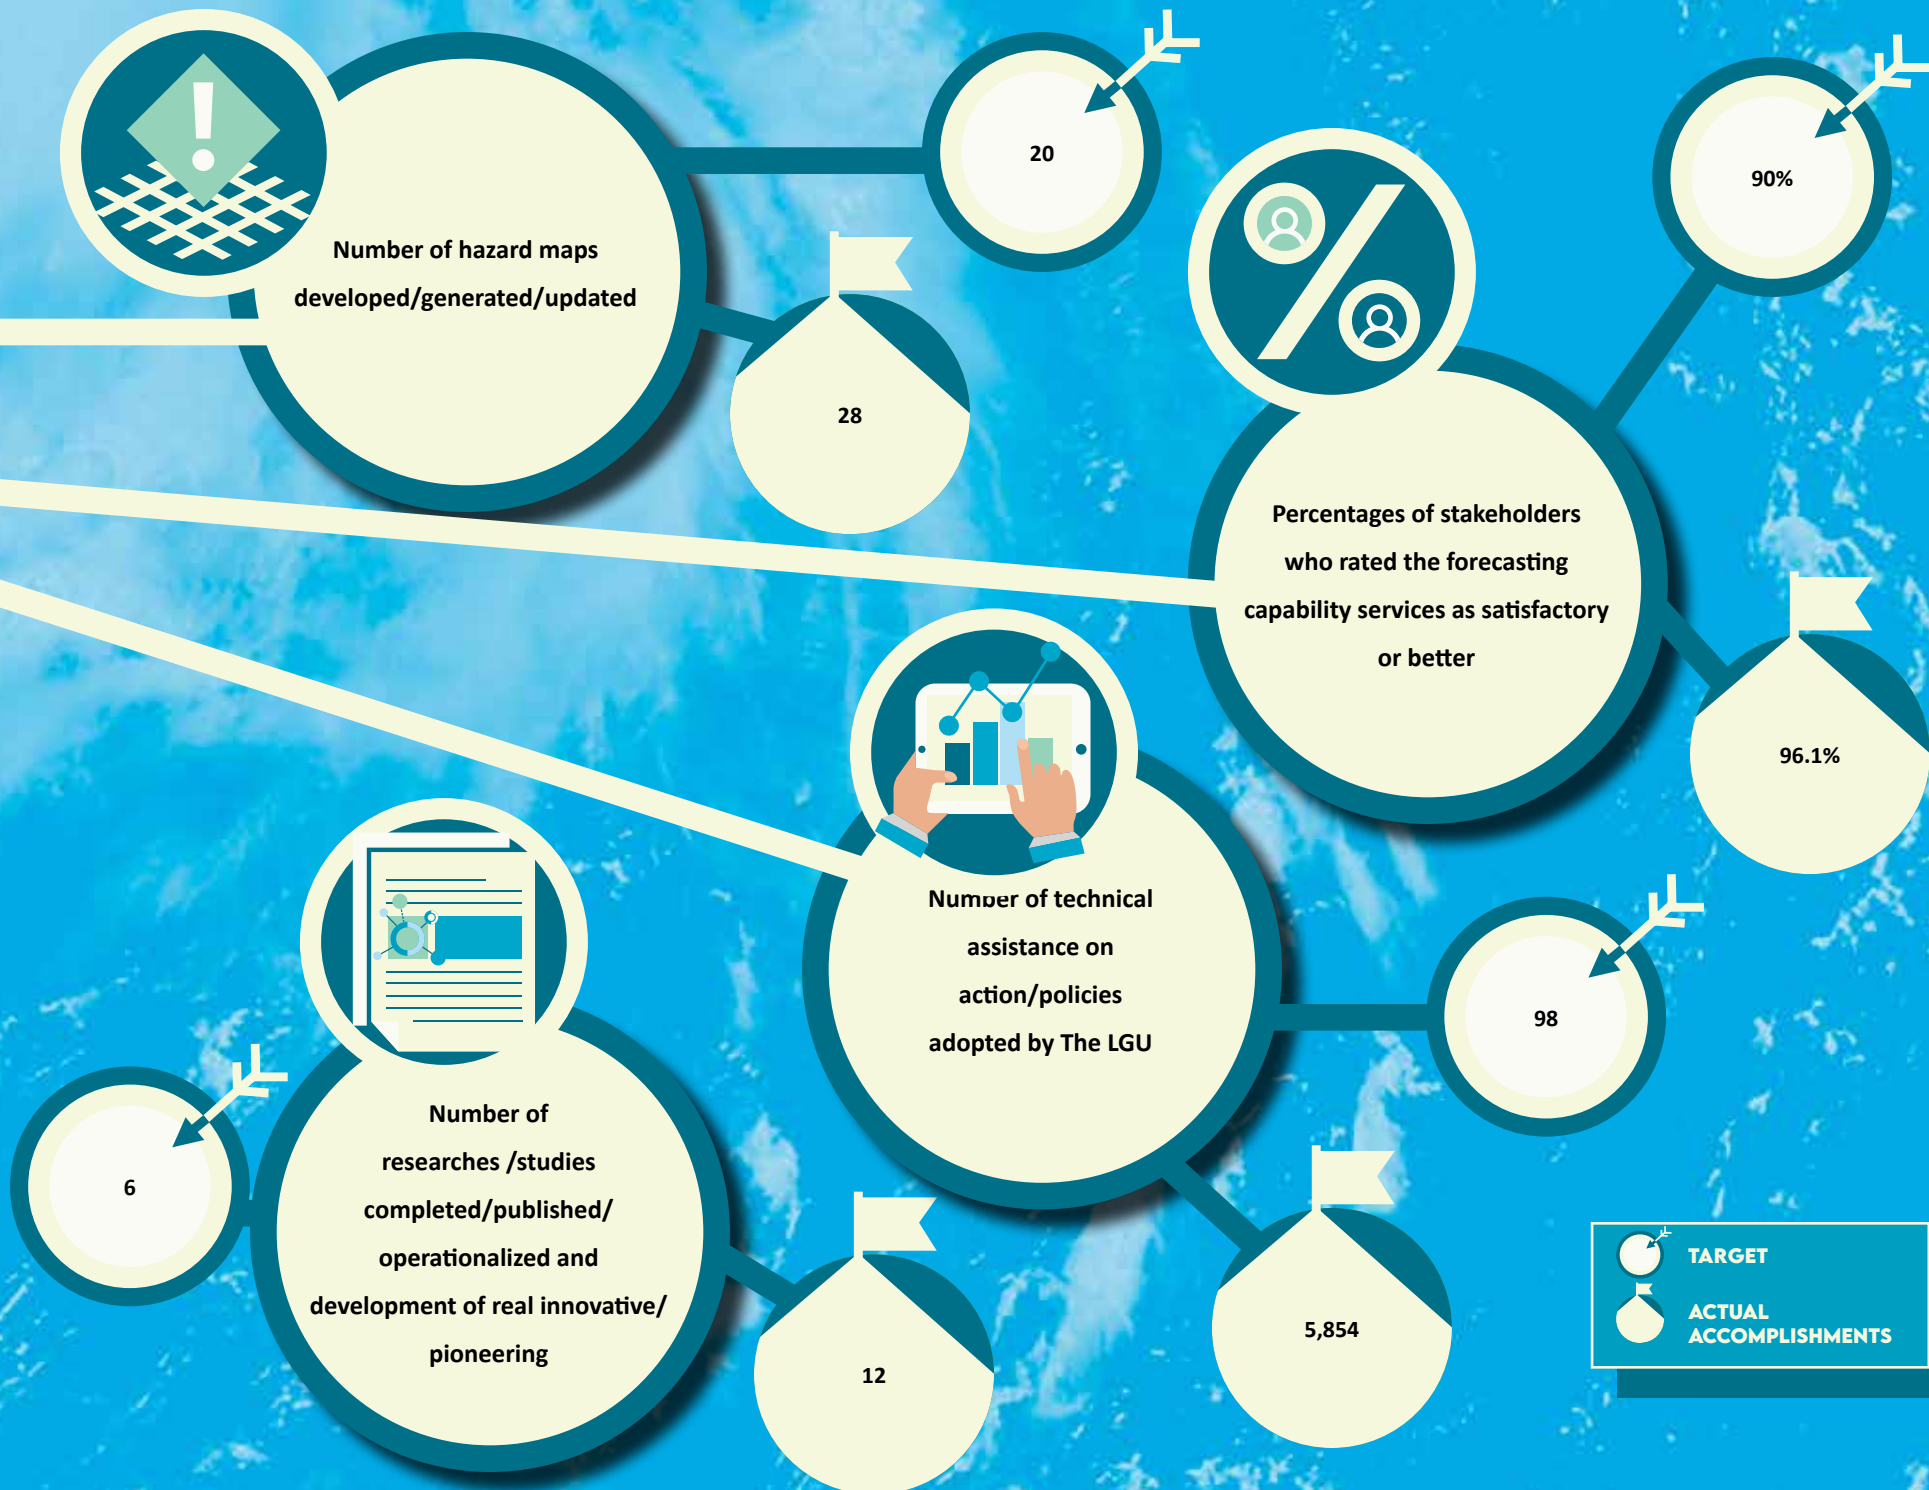 !
Number of hazard maps
developed/generated/updated
20
28
90%
Percentages of stakeholders
who rated the forecasting
capability services as satisfactory
or better
96.1%
Number of technical
assistance on
action/policies
adopted by The LGU
98
5,854
Number of
researches /studies
completed/published/
operationalized and
development of real innovative/
pioneering
6
12
TARGET
ACTUAL
ACCOMPLISHMENTS